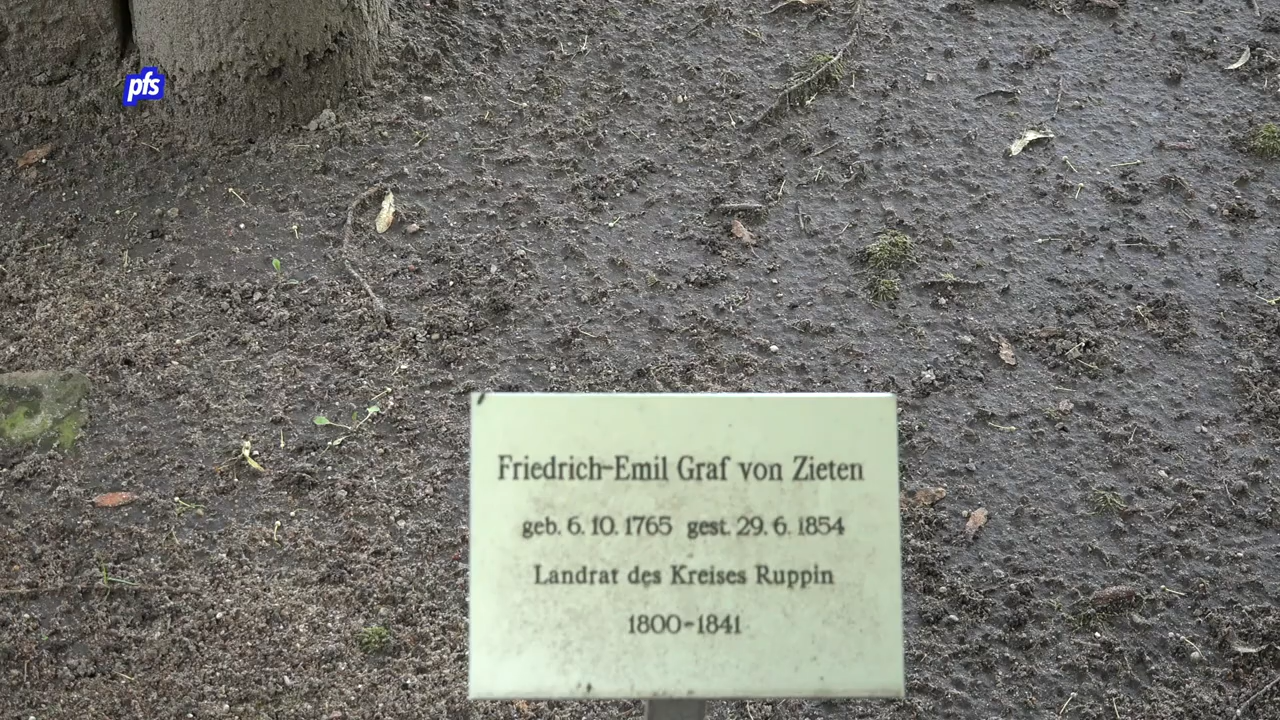 pfs
Friedrich-Emil Graf von Zieten
geb. 6. 10. 1765 gest. 29. 6. 1854
Landrat des Kreises Ruppin
1800-1841